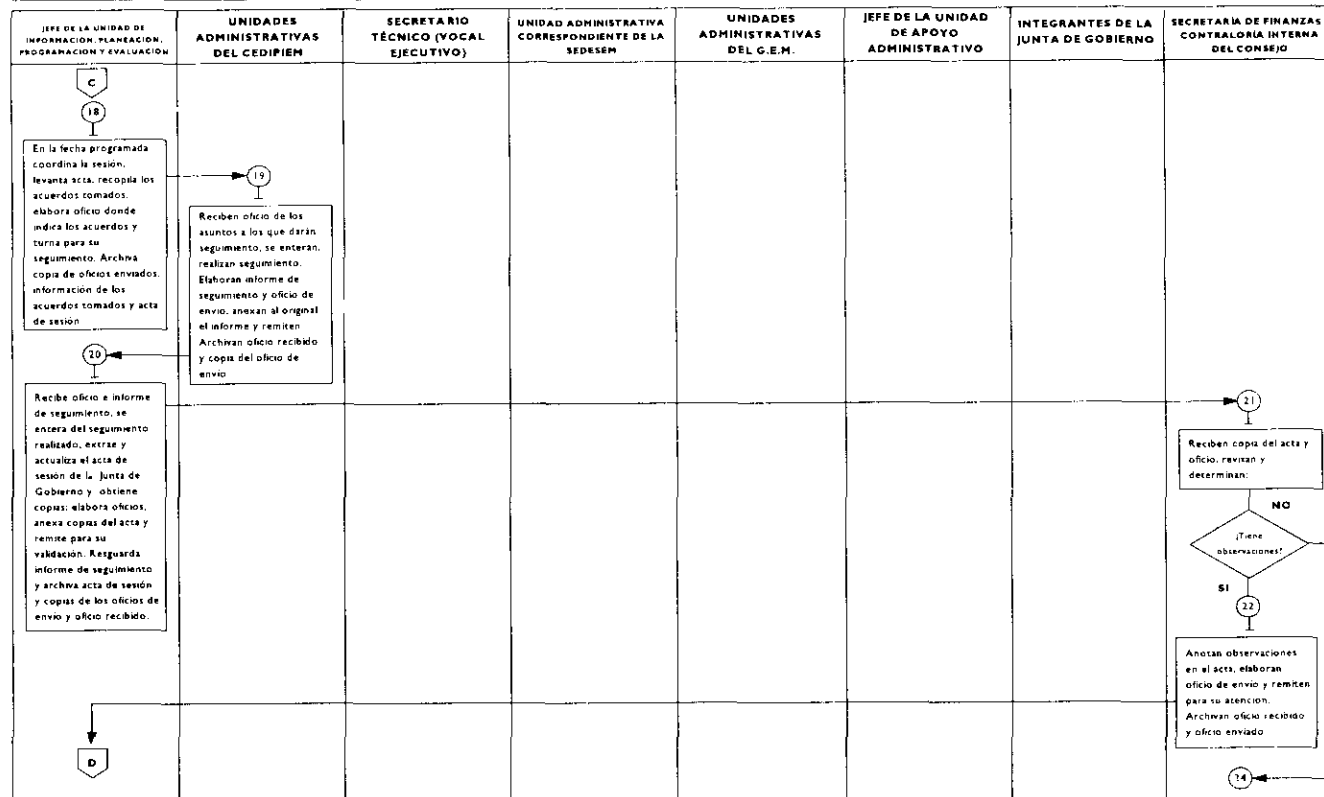 JEFE DE LA UNIDAD DE
INFORMACIÓN, PLANEACIÓN,
PROGRAMACIÓN Y EVALUACIÓN
UNIDADES
ADMINISTRATIVAS
DEL CEDIPIEM
SECRETARIO
TÉCNICO (VOCAL
EJECUTIVO)
UNIDAD ADMINISTRATIVA
CORRESPONDIENTE DE LA
SEDESEM
UNIDADES
ADMINISTRATIVAS
DEL G.E.M.
JEFE DE LA UNIDAD
DE APOYO
ADMINISTRATIVO
INTEGRANTES DE LA
JUNTA DE GOBIERNO
SECRETARÍA DE FINANZAS
CONTRALORÍA INTERNA
DEL CONSEJO
C
18
En la fecha programada
coordina la sesión,
levanta acta, recopila los
acuerdos tomados,
elabora oficio donde
indica los acuerdos y
turna para su
seguimiento. Archiva
copia de oficios enviados,
información de los
acuerdos tomados y acta
de sesión
19
Reciben oficio de los
asuntos a los que darán
seguimiento, se enteran,
realizan seguimiento.
Elaboran informe de
seguimiento y oficio de
envío, anexan al original
el informe y remiten
Archivan oficio recibido
y copia del oficio de
envío
20
Recibe oficio e informe
de seguimiento, se
entera del seguimiento
realizado, extrae y
actualiza el acta de
sesión de la Junta de
Gobierno y obtiene
copias; elabora oficios,
anexa copias del acta y
remite para su
validación. Resguarda
informe de seguimiento
y archiva acta de sesión
y copias de los oficios de
envío y oficio recibido.
21
Reciben copia del acta y
oficio, revisan y
determinan:
NO
¿Tiene
observaciones?
SI
22
Anotan observaciones
en el acta, elaboran
oficio de envío y remiten
para su atención.
Archivan oficio recibido
y oficio enviado
D
24